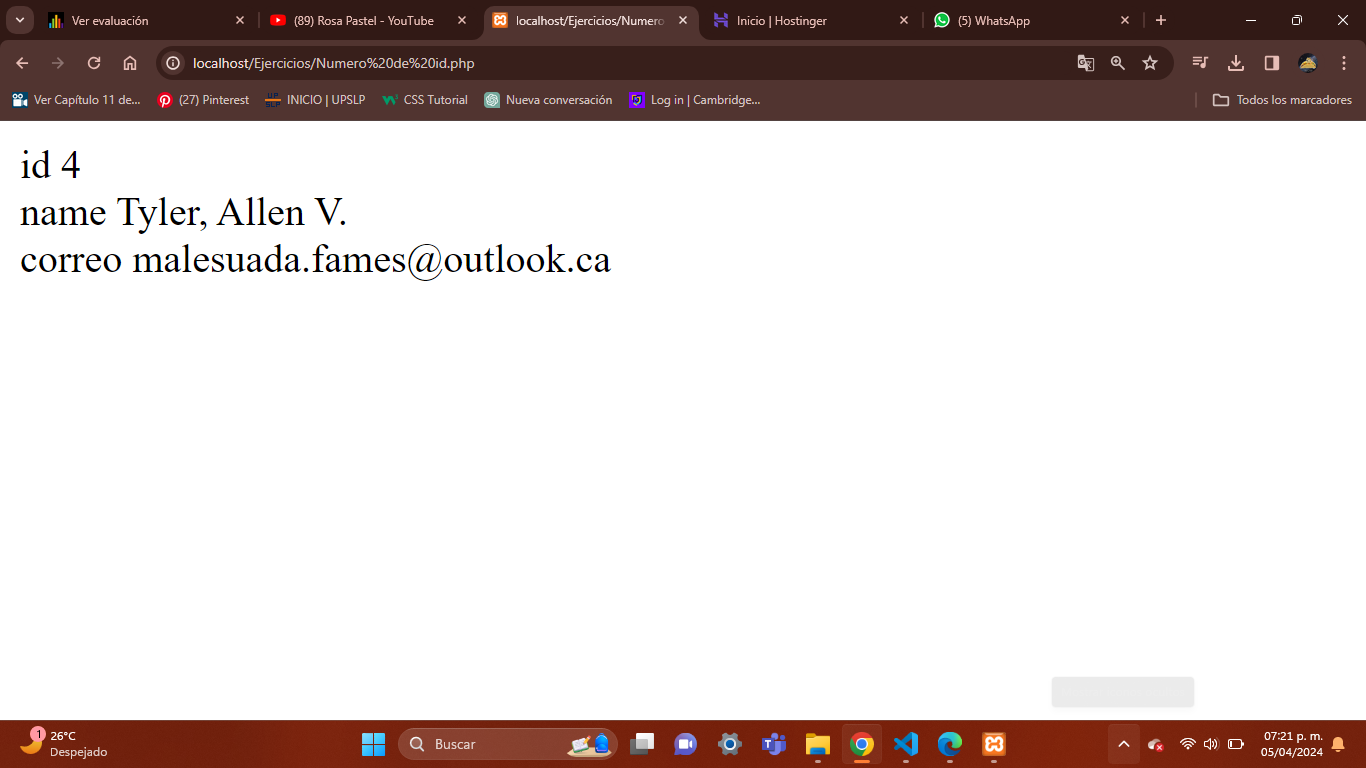 Ver evaluación
(89) Rosa Pastel - YouTube
localhost/Ejercicios/Numero
Inicio | Hostinger
(5) WhatsApp
localhost/Ejercicios/Numero%20de%20id.php
Ver Capítulo 11 de...
(27) Pinterest
INICIO | UPSLP
CSS Tutorial
Nueva conversación
Log in | Cambridge...
Todos los marcadores
id 4
name Tyler, Allen V.
correo malesuada.fames@outlook.ca
1
26°C
Despejado
Buscar
07:21 p. m.
05/04/2024